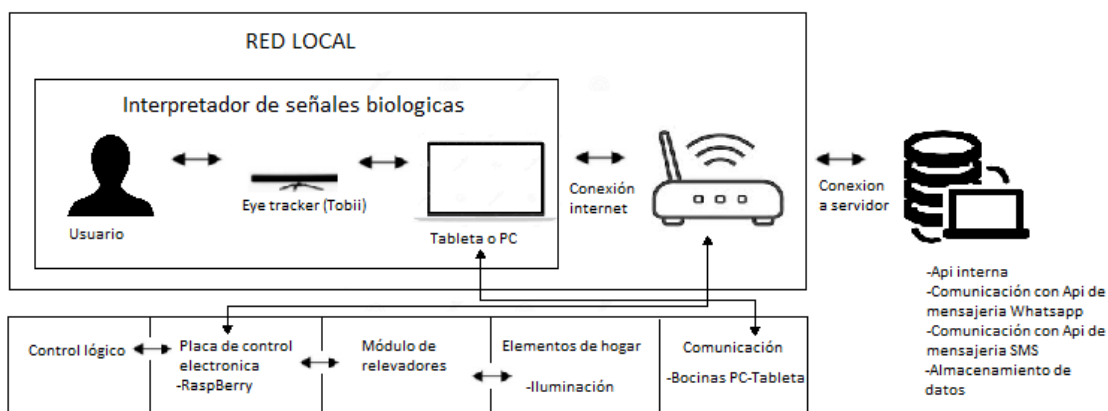 RED LOCAL
Interpretador de señales biologicas
Usuario
Eye tracker (Tobii)
Tableta o PC
Conexión
internet
Conexion
a servidor
-Api interna
-Comunicación con Api de
mensajeria Whatsapp
-Comunicación con Api de
mensajeria SMS
-Almacenamiento de
datos
Control lógico
Placa de control
electronica
-RaspBerry
Módulo de
relevadores
Elementos de hogar
-Iluminación
Comunicación
-Bocinas PC-Tableta